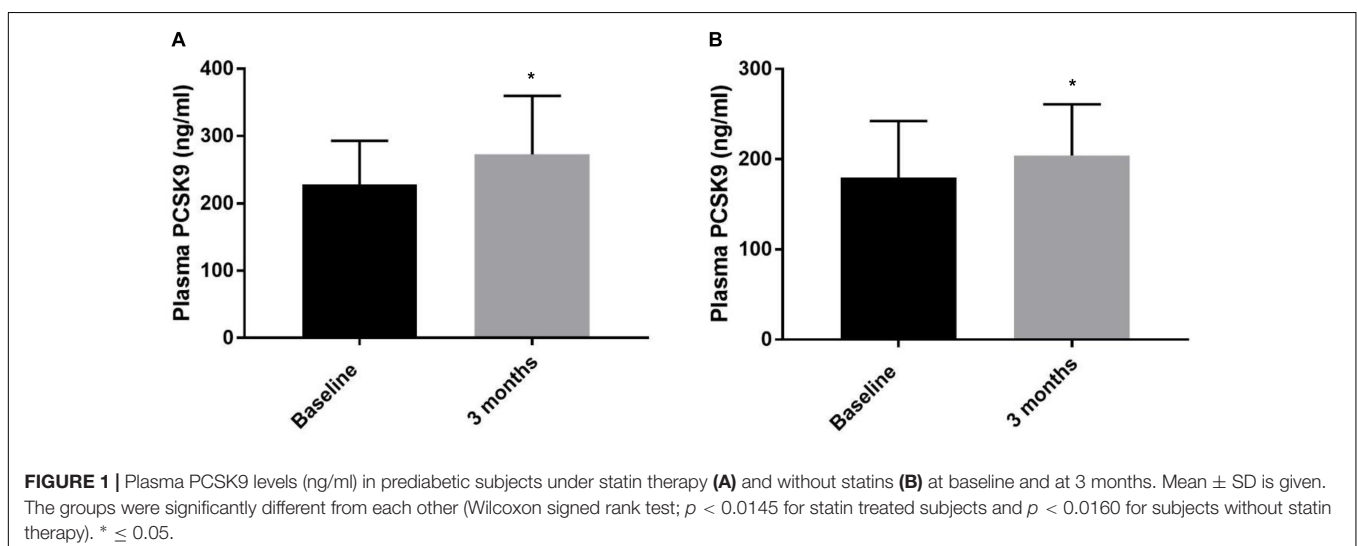 A
Plasma PCSK9 (ng/ml)
400
300
200
100
0
*
Baseline
3 months
B
Plasma PCSK9 (ng/ml)
300
200
100
0
*
Baseline
3 months
FIGURE 1 | Plasma PCSK9 levels (ng/ml) in prediabetic subjects under statin therapy (A) and without statins (B) at baseline and at 3 months. Mean ± SD is given.
The groups were significantly different from each other (Wilcoxon signed rank test; p < 0.0145 for statin treated subjects and p < 0.0160 for subjects without statin
therapy). * ≤ 0.05.